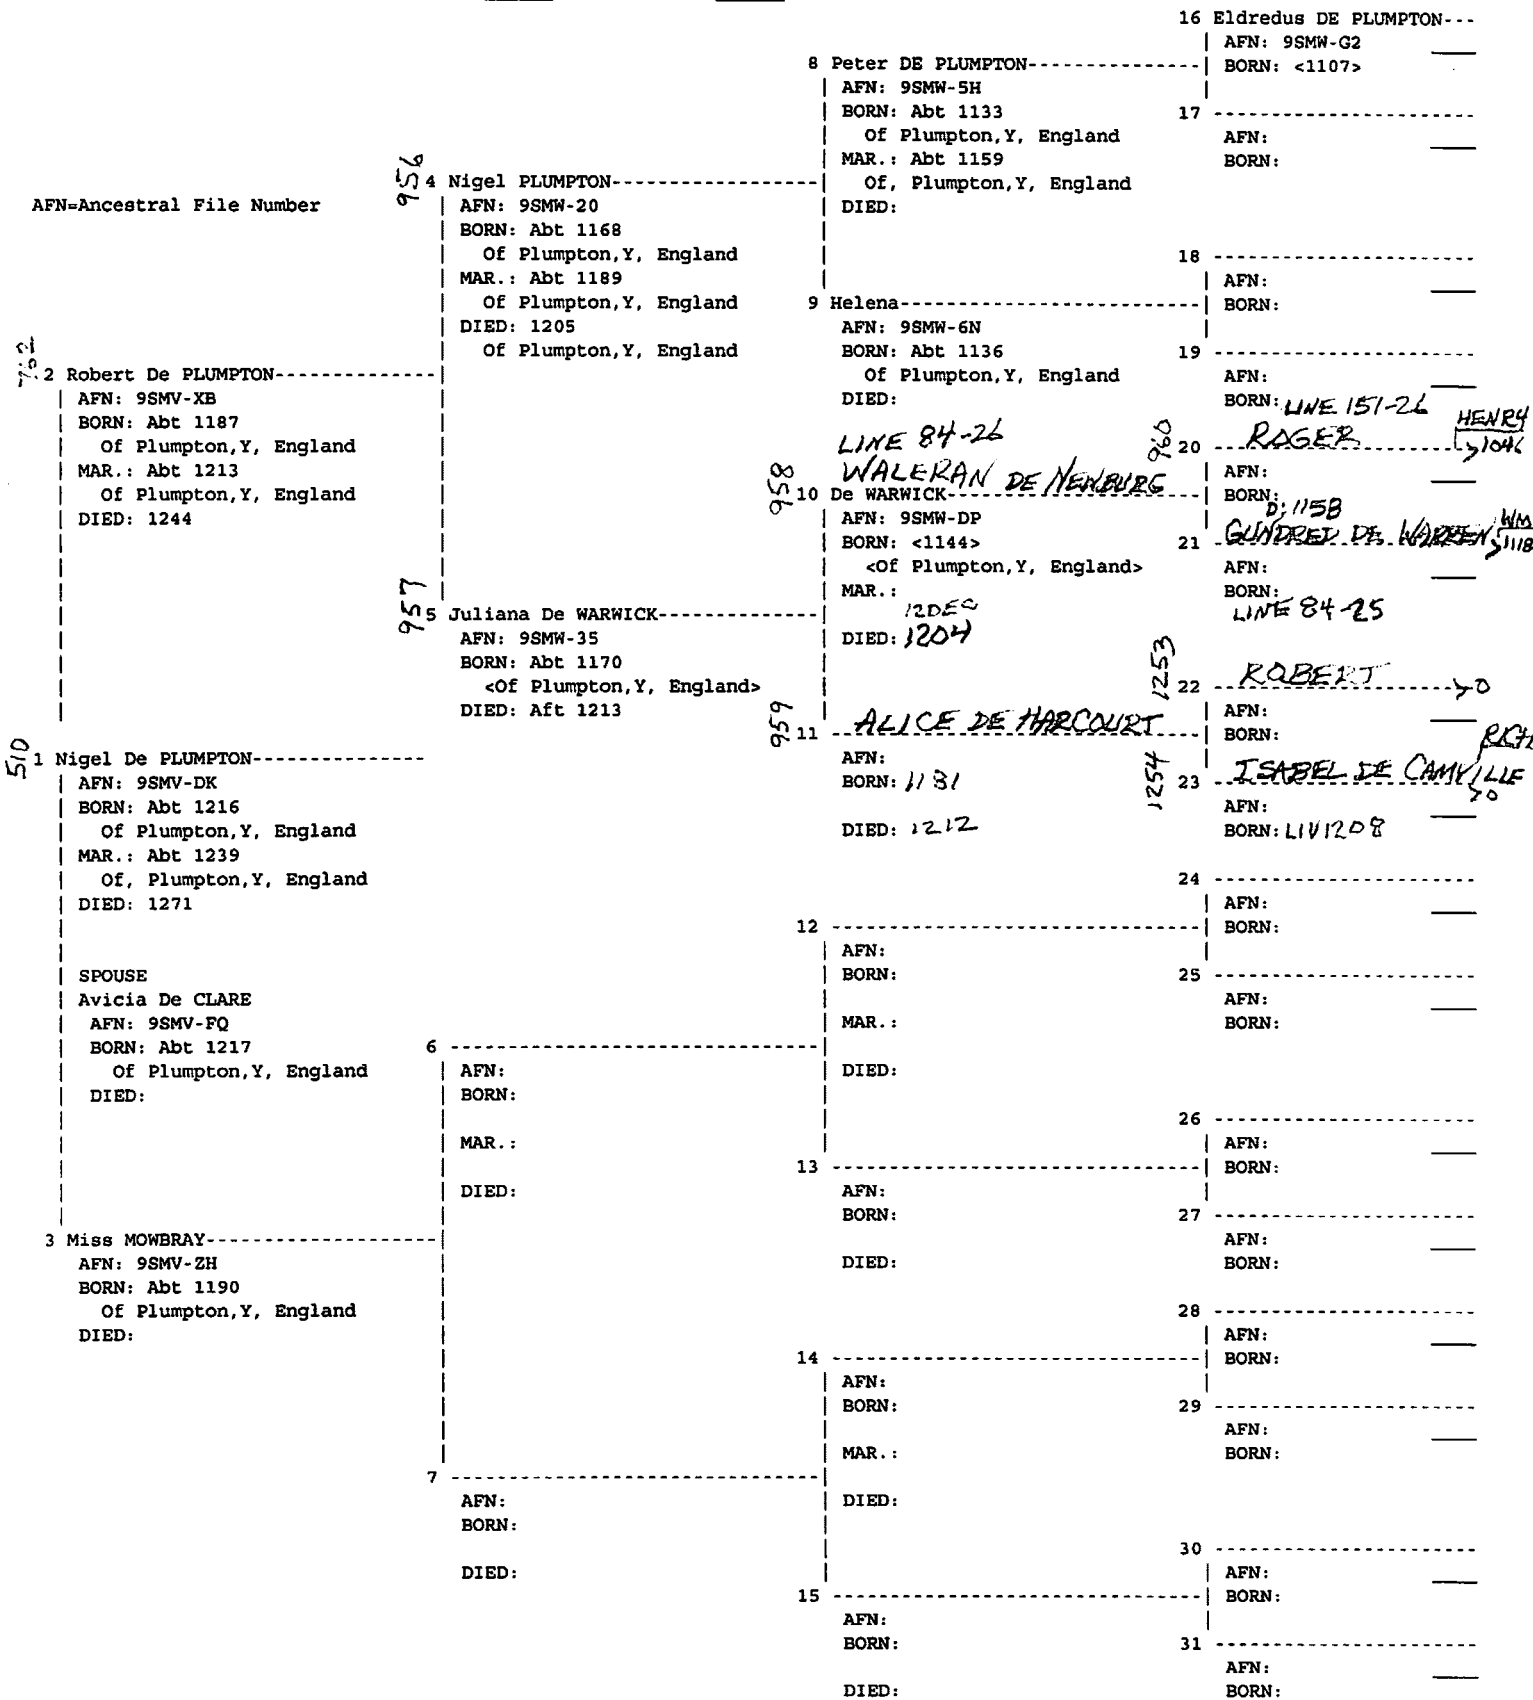 16 Eldredus DE PLUMPTON---
AFN: 9SMW-G2
BORN: <1107>
8 Peter DE PLUMPTON---------------
AFN: 9SMW-5H
BORN: Abt 1133
Of Plumpton,Y, England
MAR.: Abt 1159
Of, Plumpton,Y, England
DIED:
17 ----------------------
AFN:
BORN:
956
4 Nigel PLUMPTON-----------------
AFN: 9SMW-20
BORN: Abt 1168
Of Plumpton,Y, England
MAR.: Abt 1189
Of Plumpton,Y, England
DIED: 1205
Of Plumpton,Y, England
AFN=Ancestral File Number
18 ----------------------
AFN:
BORN:
9 Helena-------------------------
AFN: 9SMW-6N
BORN: Abt 1136
Of Plumpton,Y, England
DIED:
19 ----------------------
AFN:
BORN:
762
2 Robert De PLUMPTON-------------
AFN: 9SMV-XB
BORN: Abt 1187
Of Plumpton,Y, England
MAR.: Abt 1213
Of Plumpton,Y, England
DIED: 1244
LINE 151-26
960
20 ROGER
HENRY
>1046
AFN:
BORN:
D: 1158
LINE 84-26
WALERAN DE NEWBURG
958
10 De WARWICK
AFN: 9SMW-DP
BORN: <1144>
<Of Plumpton,Y, England>
MAR.:
12DEC
DIED: 1204
21 GUNDRED DE WARREN
WM
>1118
AFN:
BORN:
LINE 84-25
957
5 Juliana De WARWICK-------------
AFN: 9SMW-35
BORN: Abt 1170
<Of Plumpton,Y, England>
DIED: Aft 1213
1253
22 ROBERT >0
AFN:
BORN:
959
11 ALICE DE HARCOURT
AFN:
BORN: 1131
DIED: 1212
1254
23 ISABEL DE CAMVILLE
>0
AFN:
BORN: LIV1208
510
1 Nigel De PLUMPTON--------------
AFN: 9SMV-DK
BORN: Abt 1216
Of Plumpton,Y, England
MAR.: Abt 1239
Of, Plumpton,Y, England
DIED: 1271
SPOUSE
Avicia De CLARE
AFN: 9SMV-FQ
BORN: Abt 1217
Of Plumpton,Y, England
DIED:
24 ----------------------
AFN:
BORN:
12 -------------------------------
AFN:
BORN:
MAR.:
DIED:
25 ----------------------
AFN:
BORN:
6 -------------------------------
AFN:
BORN:
MAR.:
DIED:
26 ----------------------
AFN:
BORN:
13 -------------------------------
AFN:
BORN:
DIED:
27 ----------------------
AFN:
BORN:
3 Miss MOWBRAY-------------------
AFN: 9SMV-ZH
BORN: Abt 1190
Of Plumpton,Y, England
DIED:
28 ----------------------
AFN:
BORN:
14 -------------------------------
AFN:
BORN:
MAR.:
DIED:
29 ----------------------
AFN:
BORN:
7 -------------------------------
AFN:
BORN:
DIED:
30 ----------------------
AFN:
BORN:
15 -------------------------------
AFN:
BORN:
DIED:
31 ----------------------
AFN:
BORN: